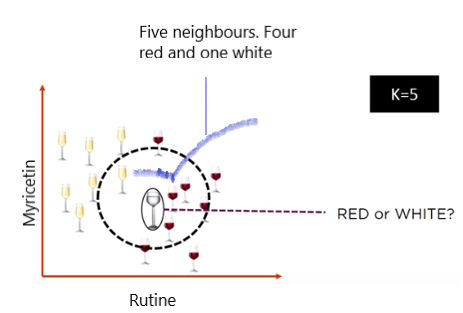 Five neighbours. Four
red and one white
K=5
Myricetin
RED or WHITE?
Rutine